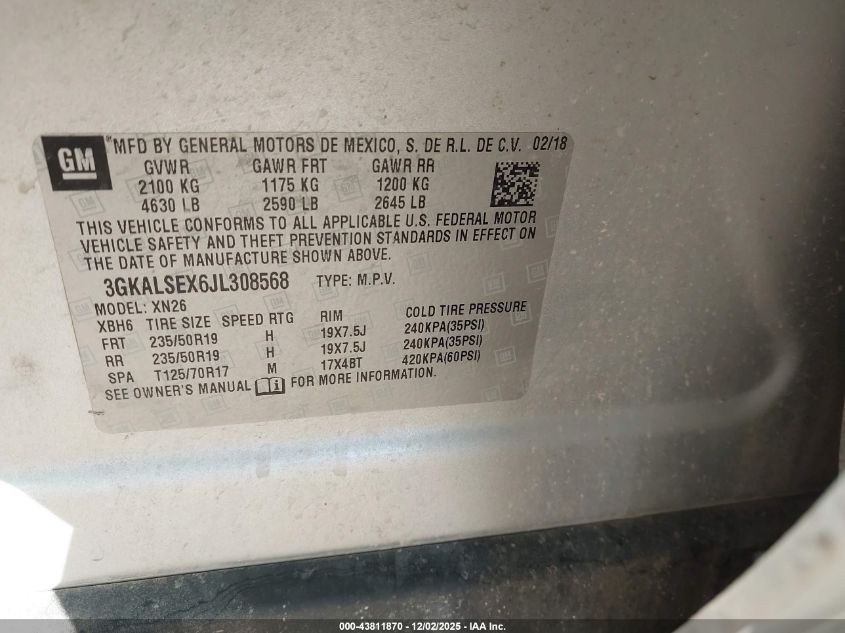 GM
MFD BY GENERAL MOTORS DE MEXICO, S. DE R.L. DE C.V. 02/18
GVWR GAWR FRT GAWR RR
2100 KG 1175 KG 1200 KG
4630 LB 2590 LB 2645 LB
THIS VEHICLE CONFORMS TO ALL APPLICABLE U.S. FEDERAL MOTOR
VEHICLE SAFETY AND THEFT PREVENTION STANDARDS IN EFFECT ON
THE DATE OF MANUFACTURE SHOWN ABOVE.
3GKALSEX6JL308568 TYPE: M.P.V.
MODEL: XN26
XBH6 TIRE SIZE SPEED RTG RIM COLD TIRE PRESSURE
FRT 235/50R19 H 19X7.5J 240KPA(35PSI)
RR 235/50R19 H 19X7.5J 240KPA(35PSI)
SPA T125/70R17 M 17X4BT 420KPA(60PSI)
SEE OWNER'S MANUAL FOR MORE INFORMATION.
000-43811870 - 12/02/2025 - IAA Inc.